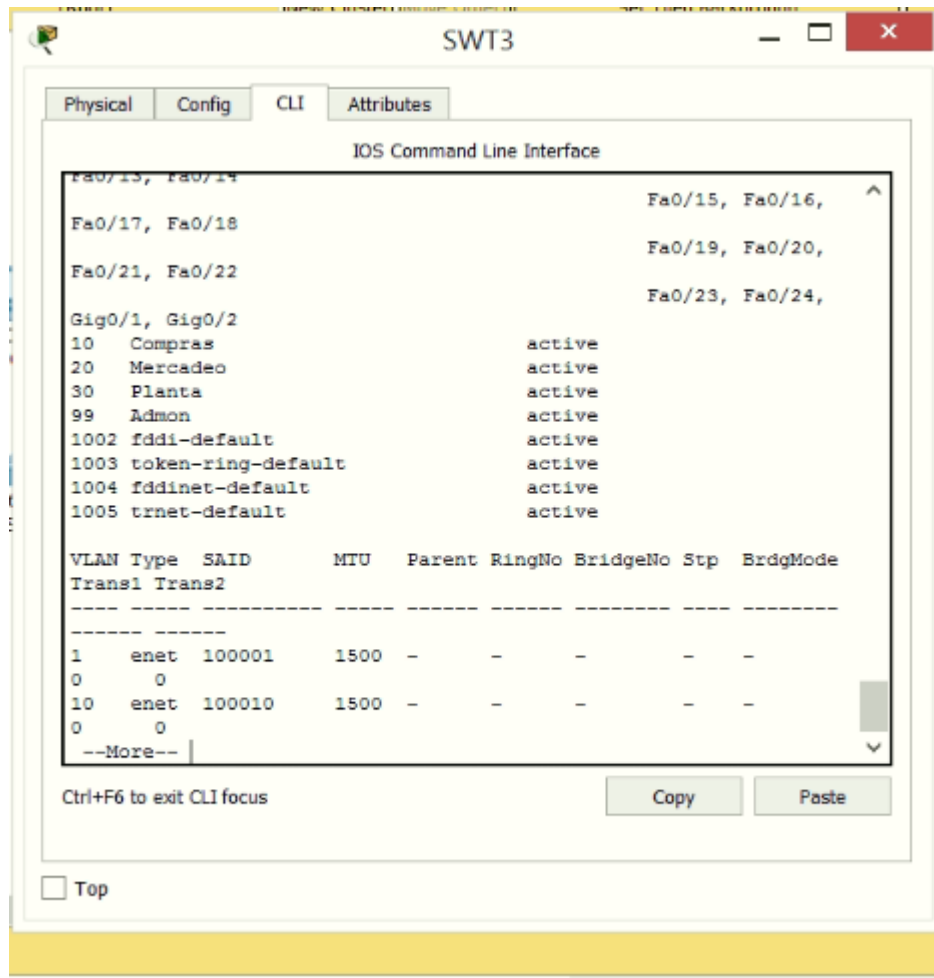 SWT3
Physical Config CLI Attributes
IOS Command Line Interface
Fa0/13, Fa0/14
Fa0/15, Fa0/16,
Fa0/17, Fa0/18
Fa0/19, Fa0/20,
Fa0/21, Fa0/22
Fa0/23, Fa0/24,
Gig0/1, Gig0/2
10 Compras active
20 Mercadeo active
30 Planta active
99 Admon active
1002 fddi-default active
1003 token-ring-default active
1004 fddinet-default active
1005 trnet-default active
VLAN Type SAID MTU Parent RingNo BridgeNo Stp BrdgMode
Trans1 Trans2
---- ----- ---------- ----- ------ ------ -------- ---- --------
------ ------
1 enet 100001 1500 - - - - -
0 0
10 enet 100010 1500 - - - - -
0 0
--More--
Ctrl+F6 to exit CLI focus
Copy Paste
Top